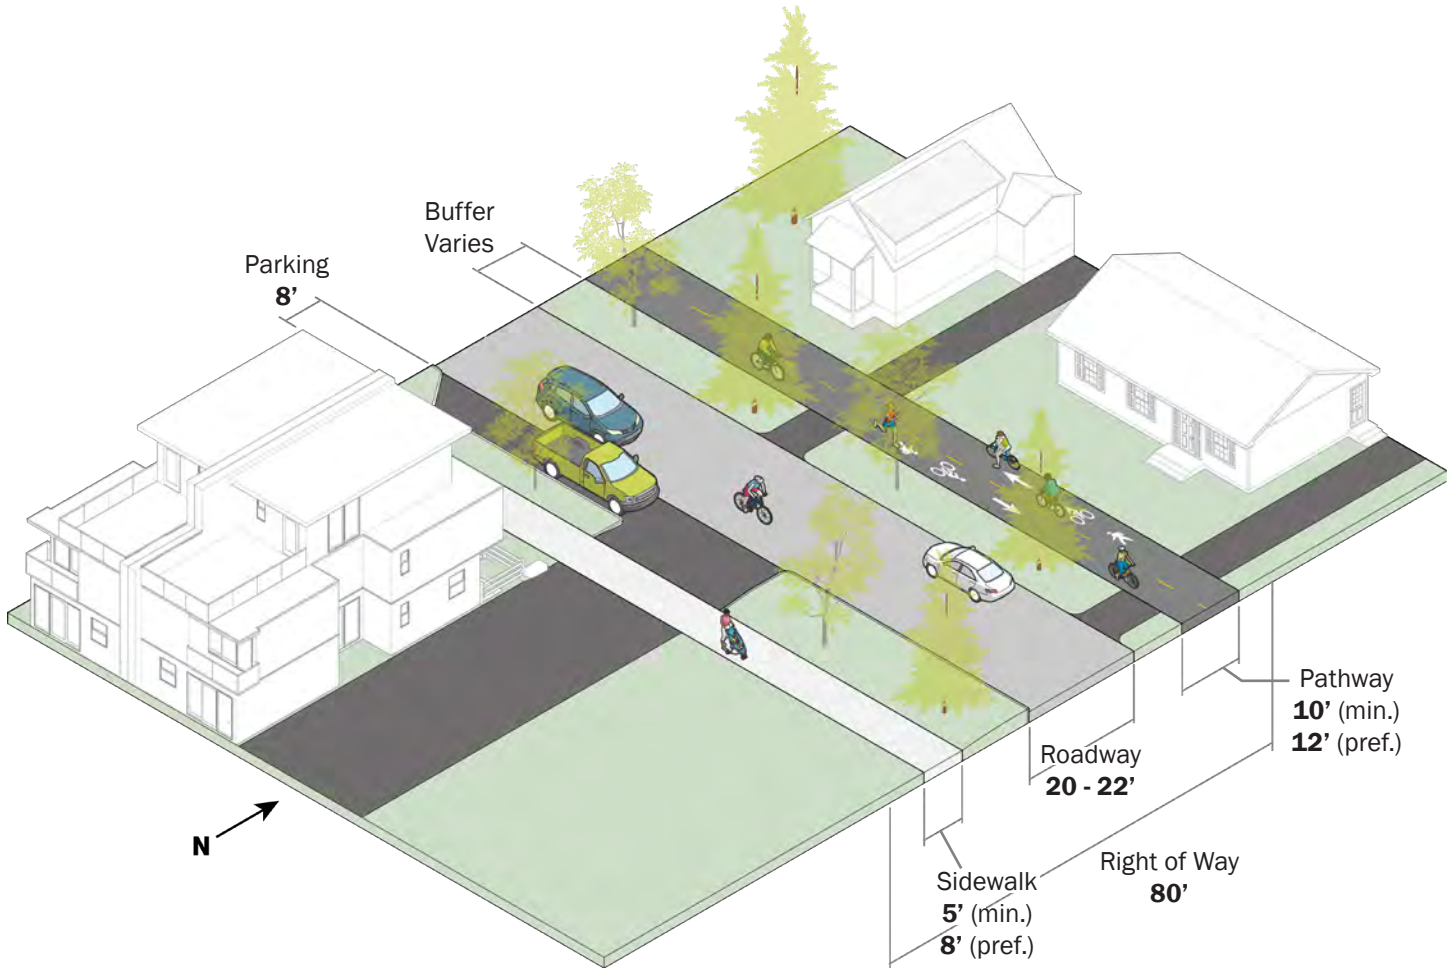 Buffer
Varies
Parking
8’
Pathway
10’ (min.)
12’ (pref.)
Roadway
20 - 22’
Right of Way
80’
Sidewalk
5’ (min.)
8’ (pref.)
N